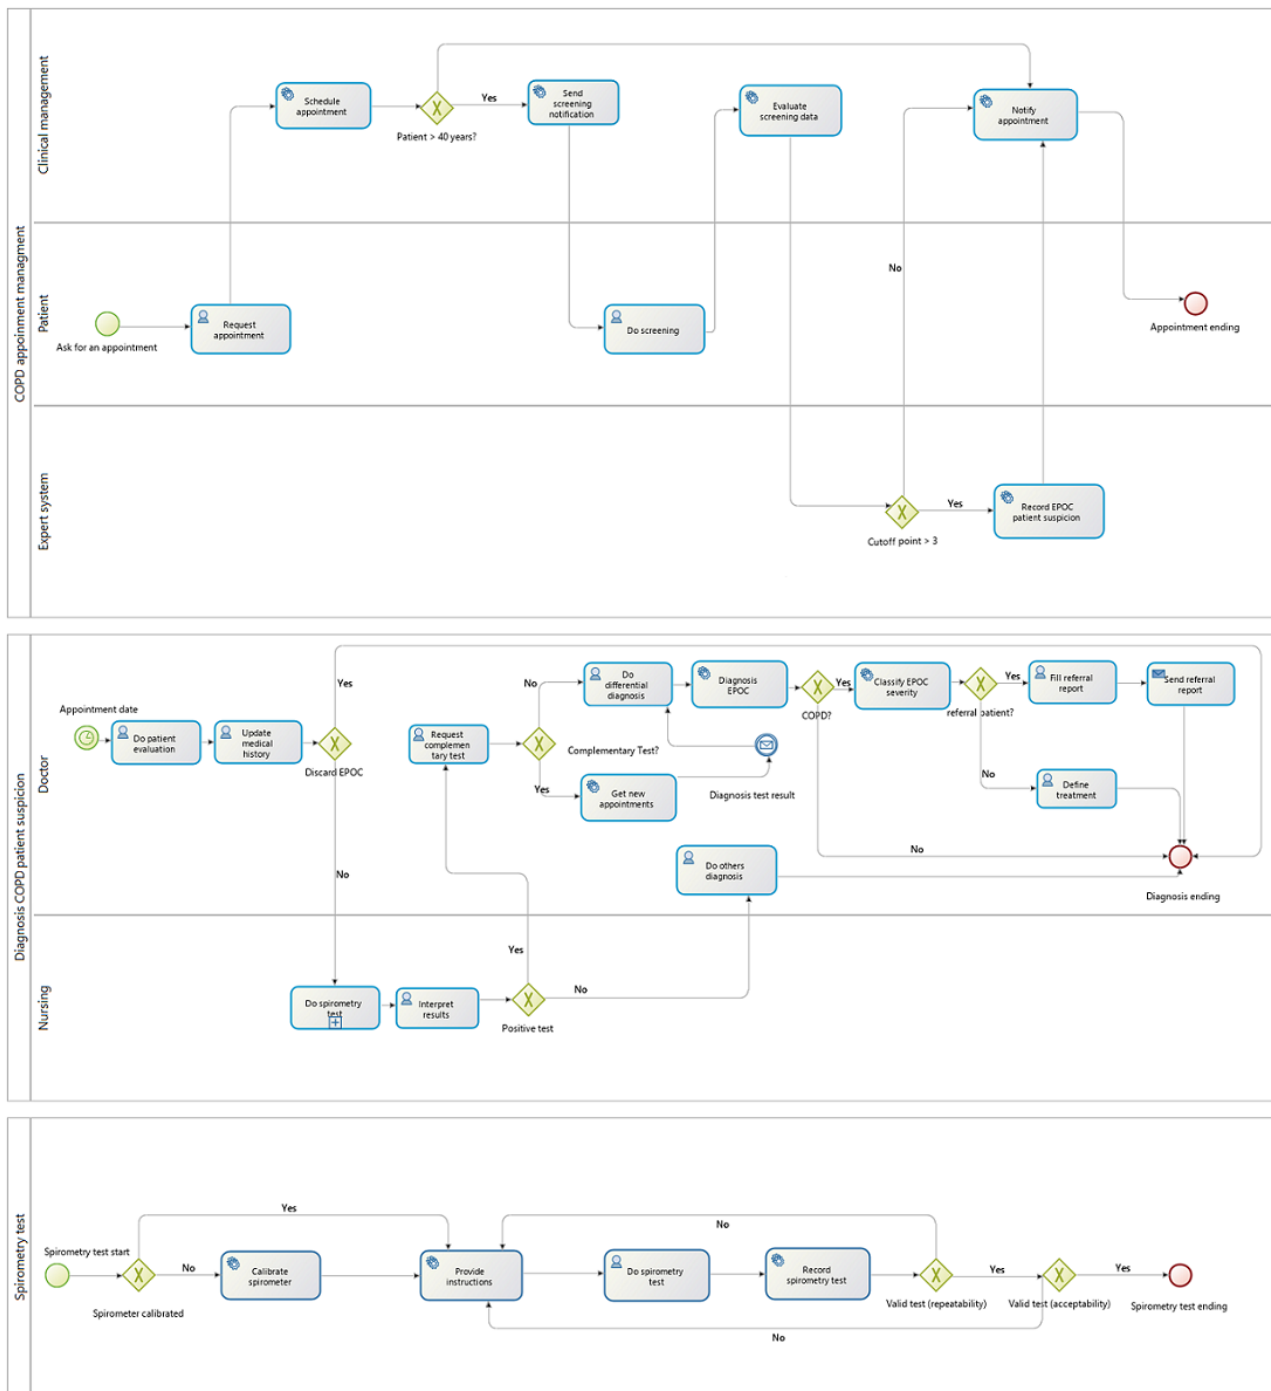 COPD appoinment managment
Clinical management
Schedule
appointment
Patient > 40 years?
Yes
Send
screening
notification
Evaluate
screening data
Notify
appointment
Patient
Ask for an appointment
Request
appointment
Do screening
No
Appointment ending
Expert system
Cutoff point > 3
Yes
Record EPOC
patient suspicion
Diagnosis COPD patient suspicion
Doctor
Appointment date
Do patient
evaluation
Update
medical
history
Yes
Discard EPOC
No
Request
complemen
tary test
No
Yes
Complementary Test?
Do
differential
diagnosis
Get new
appointments
Diagnosis test result
Diagnosis
EPOC
COPD?
Yes
No
Classify EPOC
severity
referral patient?
Yes
No
Fill referral
report
Send referral
report
Define
treatment
Do others
diagnosis
Diagnosis ending
Nursing
Do spirometry
test
Interpret
results
Yes
Positive test
No
Spirometry test
Spirometry test start
Spirometer calibrated
Yes
No
Calibrate
spirometer
Provide
instructions
Do spirometry
test
Record
spirometry test
No
Valid test (repeatability)
Yes
Valid test (acceptability)
Yes
No
Spirometry test ending